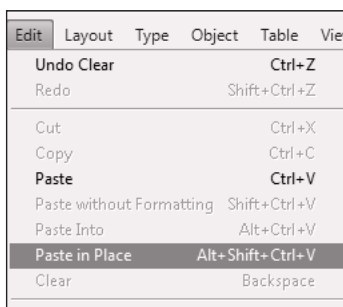 Edit Layout Type Object Table Vie
Undo Clear Ctrl+Z
Redo Shift+Ctrl+Z
Cut Ctrl+X
Copy Ctrl+C
Paste Ctrl+V
Paste without Formatting Shift+Ctrl+V
Paste Into Alt+Ctrl+V
Paste in Place Alt+Shift+Ctrl+V
Clear Backspace